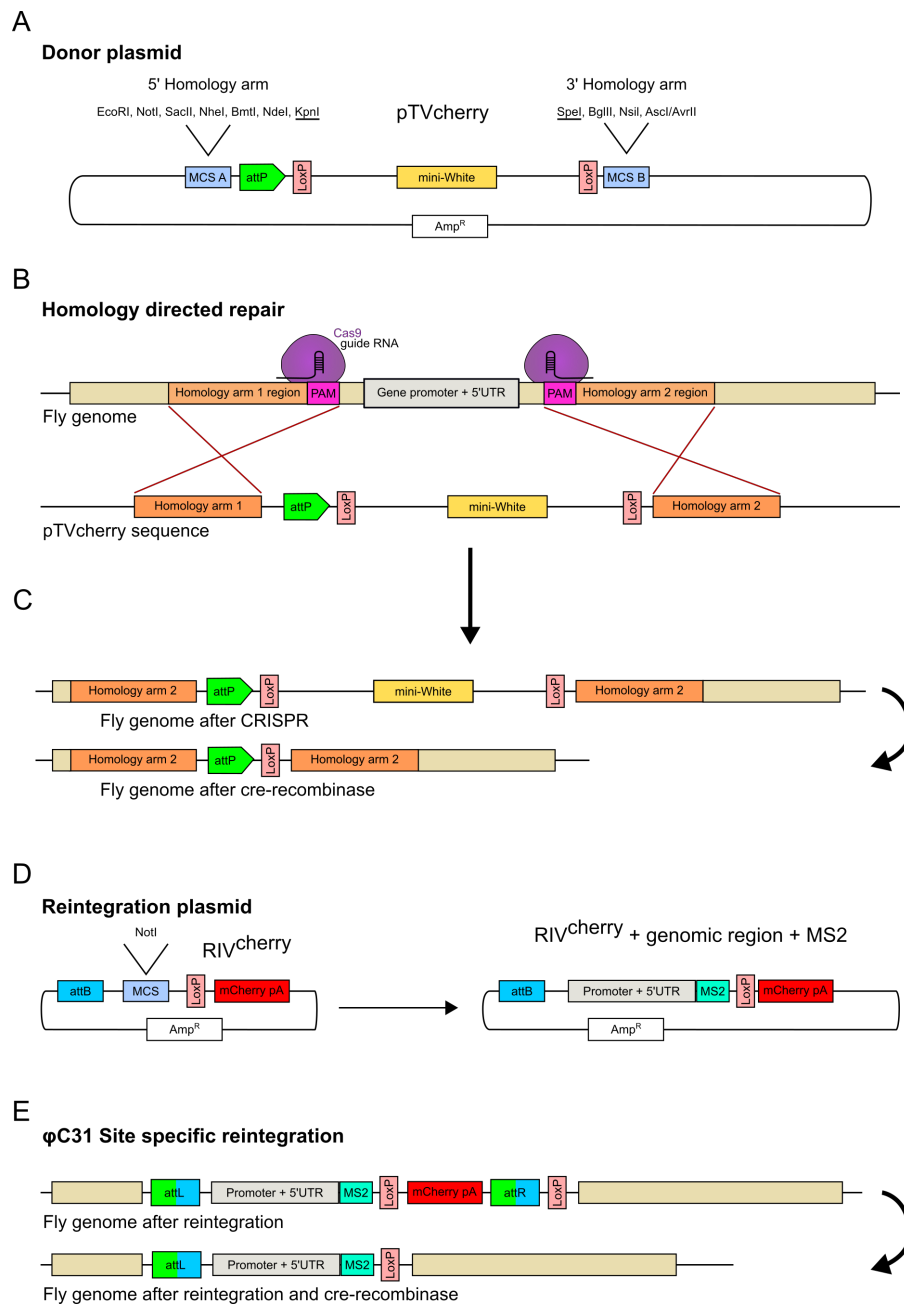 A
Donor plasmid
5' Homology arm
3' Homology arm
EcoRI, NotI, SacII, NheI, BmtI, NdeI, KpnI
pTVcherry
SpeI, BglII, NsiI, AscI/AvrII
MCS A
attP
LoxP
mini-White
LoxP
MCS B
Amp^R
B
Homology directed repair
Cas9
guide RNA
Homology arm 1 region
PAM
Gene promoter + 5'UTR
PAM
Homology arm 2 region
Fly genome
Homology arm 1
attP
LoxP
mini-White
LoxP
Homology arm 2
pTVcherry sequence
C
Homology arm 2
attP
LoxP
mini-White
LoxP
Homology arm 2
Fly genome after CRISPR
Homology arm 2
attP
LoxP
Homology arm 2
Fly genome after cre-recombinase
D
Reintegration plasmid
NotI
RIVcherry
RIVcherry + genomic region + MS2
attB
MCS
LoxP
mCherry pA
Amp^R
attB
Promoter + 5'UTR
MS2
LoxP
mCherry pA
Amp^R
E
φC31 Site specific reintegration
attL
Promoter + 5'UTR
MS2
LoxP
mCherry pA
attR
LoxP
Fly genome after reintegration
attL
Promoter + 5'UTR
MS2
LoxP
Fly genome after reintegration and cre-recombinase